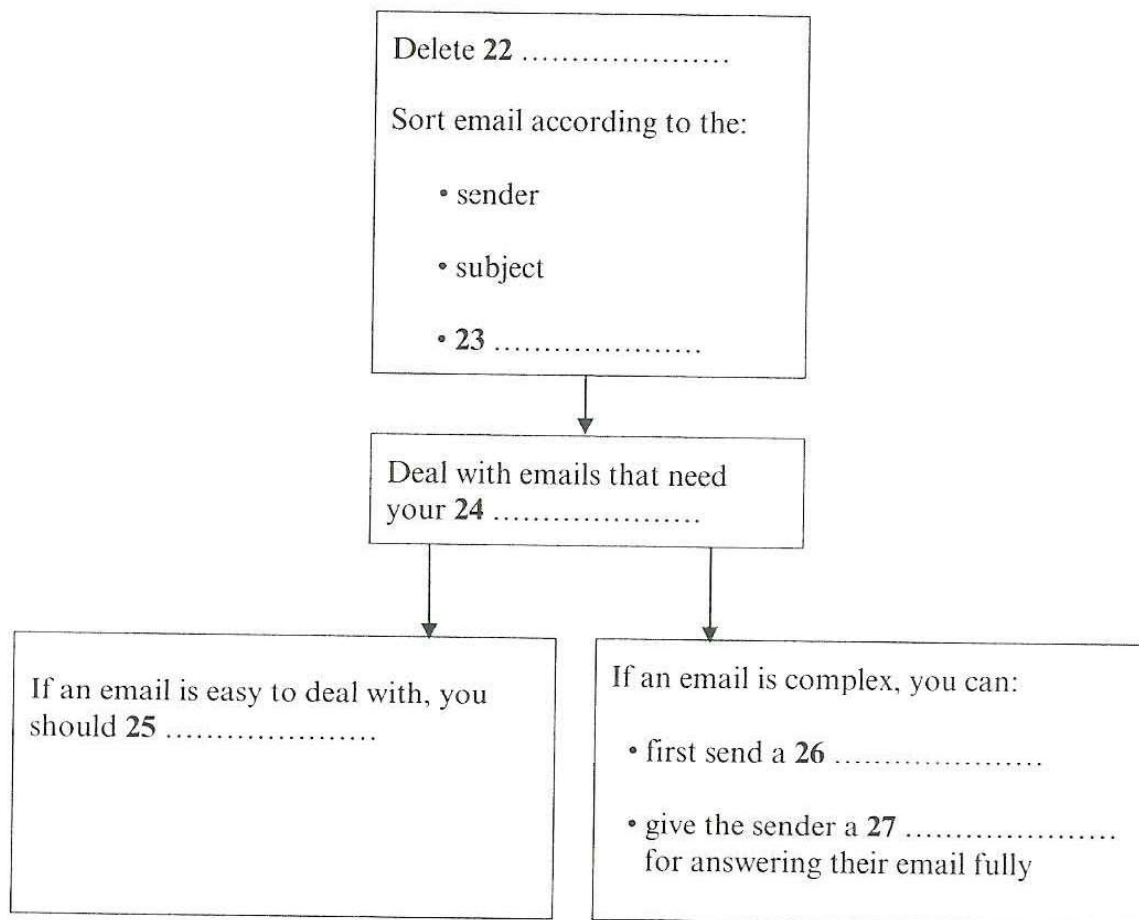 Delete 22 .....................
Sort email according to the:
• sender
• subject
• 23 .....................
Deal with emails that need
your 24 .....................
If an email is easy to deal with, you
should 25 .....................
If an email is complex, you can:
• first send a 26 .....................
• give the sender a 27 .....................
for answering their email fully